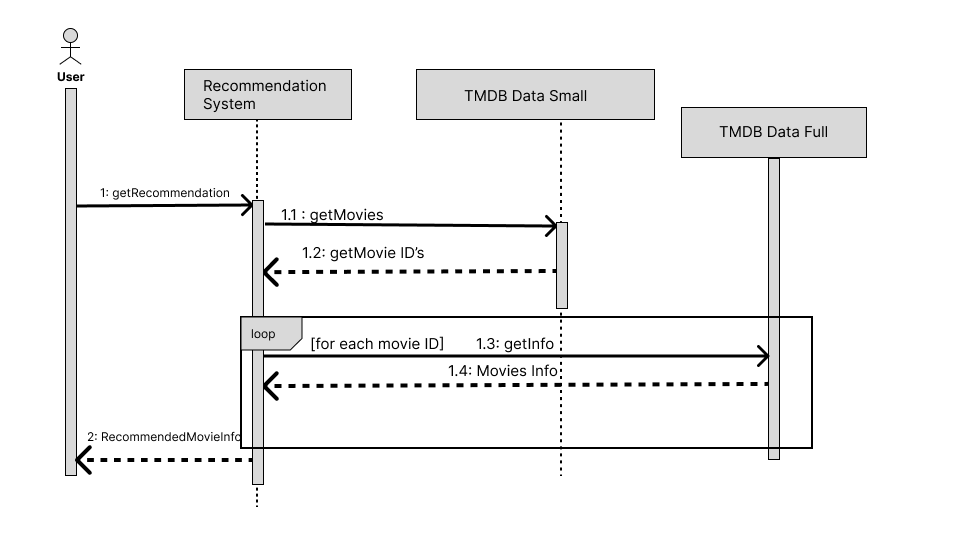 User
Recommendation
System
TMDB Data Small
TMDB Data Full
1: getRecommendation
1.1 : getMovies
1.2: getMovie ID’s
loop
[for each movie ID]
1.3: getInfo
1.4: Movies Info
2: RecommendedMovieInfo